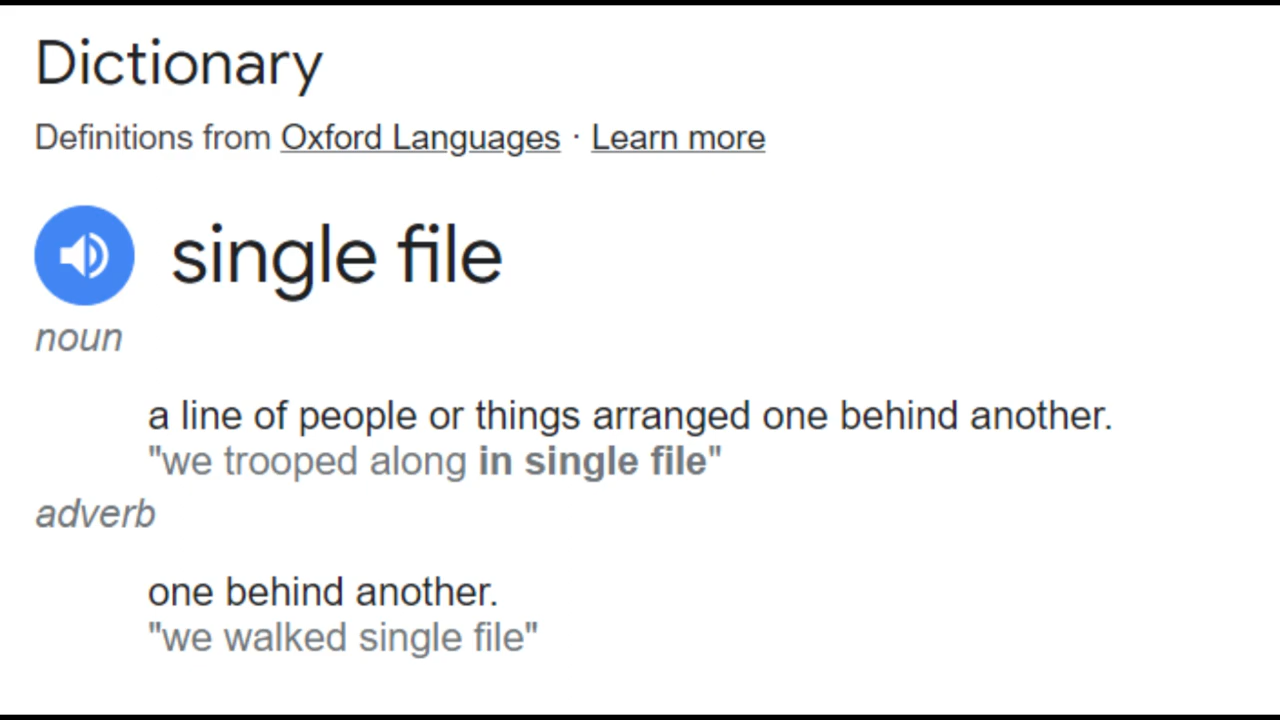 Dictionary
Definitions from Oxford Languages · Learn more
single file
noun
a line of people or things arranged one behind another.
"we trooped along in single file"
adverb
one behind another.
"we walked single file"